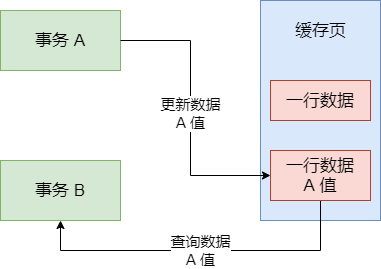 事务 A
缓存页
一行数据
更新数据
A 值
一行数据
A 值
事务 B
查询数据
A 值